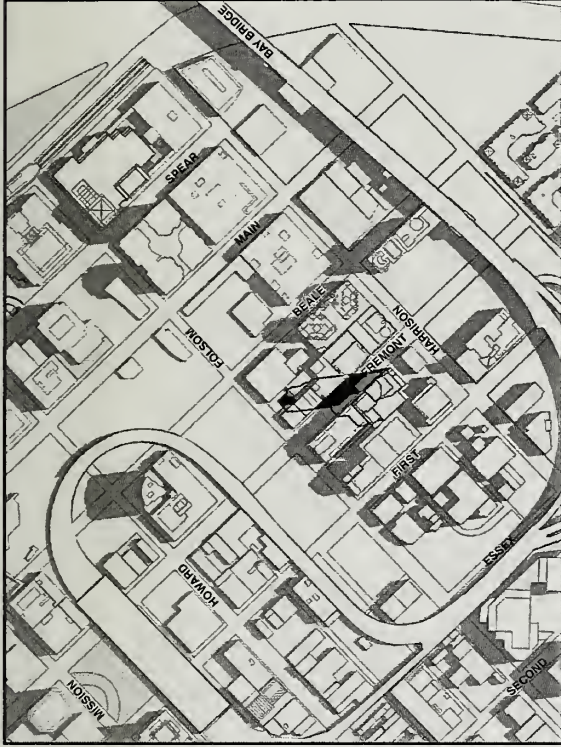 BAY BRIDGE
SPEAR
MAIN
BEALE
FOLSOM
FREMONT
HARRISON
FIRST
HOWARD
ESSEX
MISSION
SECOND